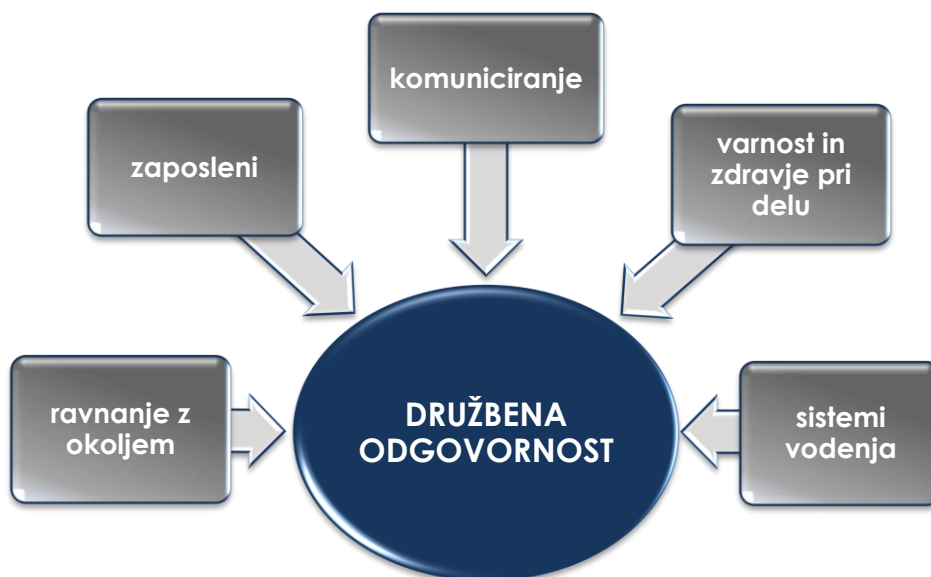 komuniciranje
zaposleni
varnost in
zdravje pri
delu
ravnanje z
okoljem
DRUŽBENA
ODGOVORNOST
sistemi
vodenja